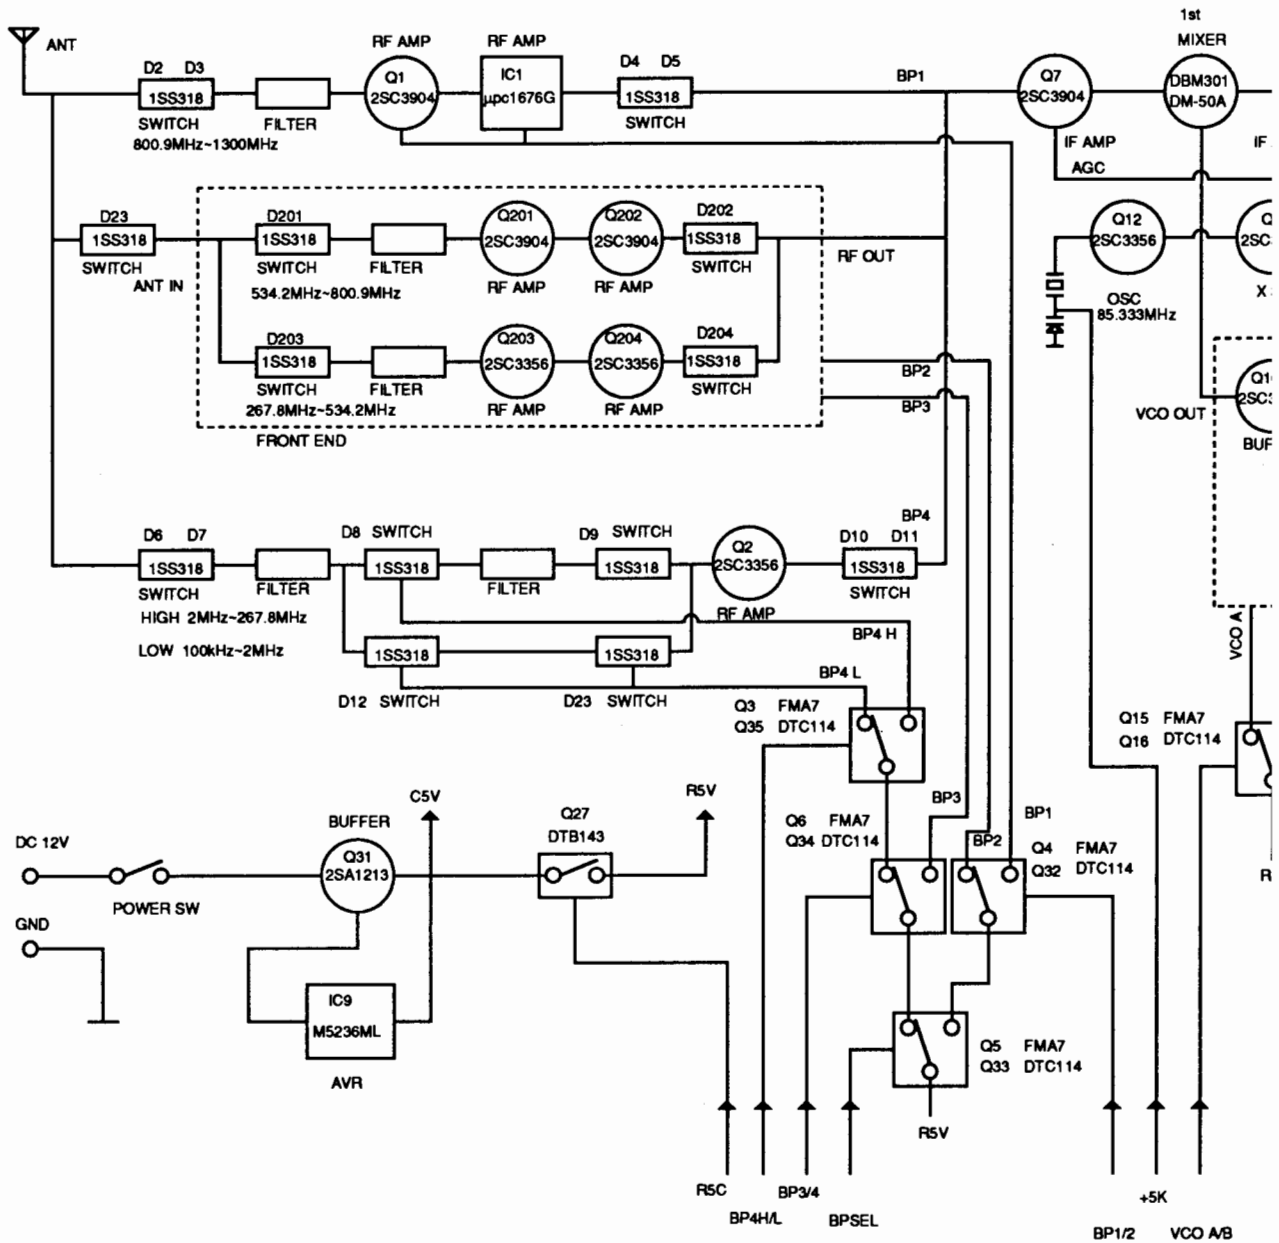 1st
MIXER
ANT
RF AMP
RF AMP
D2 D3
D4 D5
Q1
2SC3904
IC1
µpc1676G
1SS318
1SS318
BP1
Q7
2SC3904
DBM301
DM-50A
SWITCH
FILTER
SWITCH
800.9MHz~1300MHz
IF AMP
IF
AGC
D23
1SS318
SWITCH
ANT IN
D201
1SS318
SWITCH
FILTER
534.2MHz~800.9MHz
Q201
2SC3904
RF AMP
Q202
2SC3904
RF AMP
D202
1SS318
SWITCH
RF OUT
Q12
2SC3356
OSC
85.333MHz
Q
2SC
X
D203
1SS318
SWITCH
FILTER
267.8MHz~534.2MHz
Q203
2SC3356
RF AMP
Q204
2SC3356
RF AMP
D204
1SS318
SWITCH
BP2
BP3
FRONT END
VCO OUT
Q1
2SC3
BUF
D6 D7
1SS318
SWITCH
FILTER
D8 SWITCH
1SS318
FILTER
D9 SWITCH
1SS318
Q2
2SC3356
RF AMP
D10 D11
1SS318
SWITCH
BP4
HIGH 2MHz~267.8MHz
LOW 100kHz~2MHz
1SS318
1SS318
BP4 H
BP4 L
VCO A
D12 SWITCH
D23 SWITCH
Q3 FMA7
Q35 DTC114
Q15 FMA7
Q16 DTC114
C5V
R5V
BUFFER
Q27
DTB143
BP3
BP1
Q6 FMA7
Q34 DTC114
BP2
Q4 FMA7
Q32 DTC114
DC 12V
Q31
2SA1213
POWER SW
GND
R
IC9
M5236ML
AVR
Q5 FMA7
Q33 DTC114
R5V
R5C
BP3/4
+5K
BP4H/L
BPSEL
BP1/2
VCO A/B